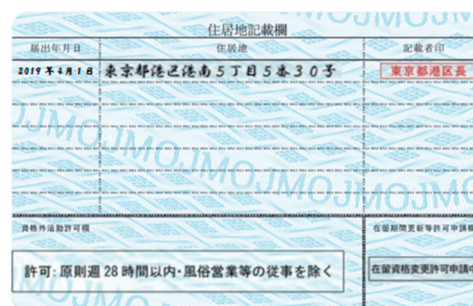 住居地記載欄
届出年月日 住居地 記載者印
2019年4月1日 東京都港区港南5丁目5番30号 東京都港区長
資格外活動許可欄 在留期間更新等許可申請欄
許可:原則週28時間以内・風俗営業等の従事を除く 在留資格変更許可申請中
MOJMOJMOJ
JMOJMOJMOJMOJM